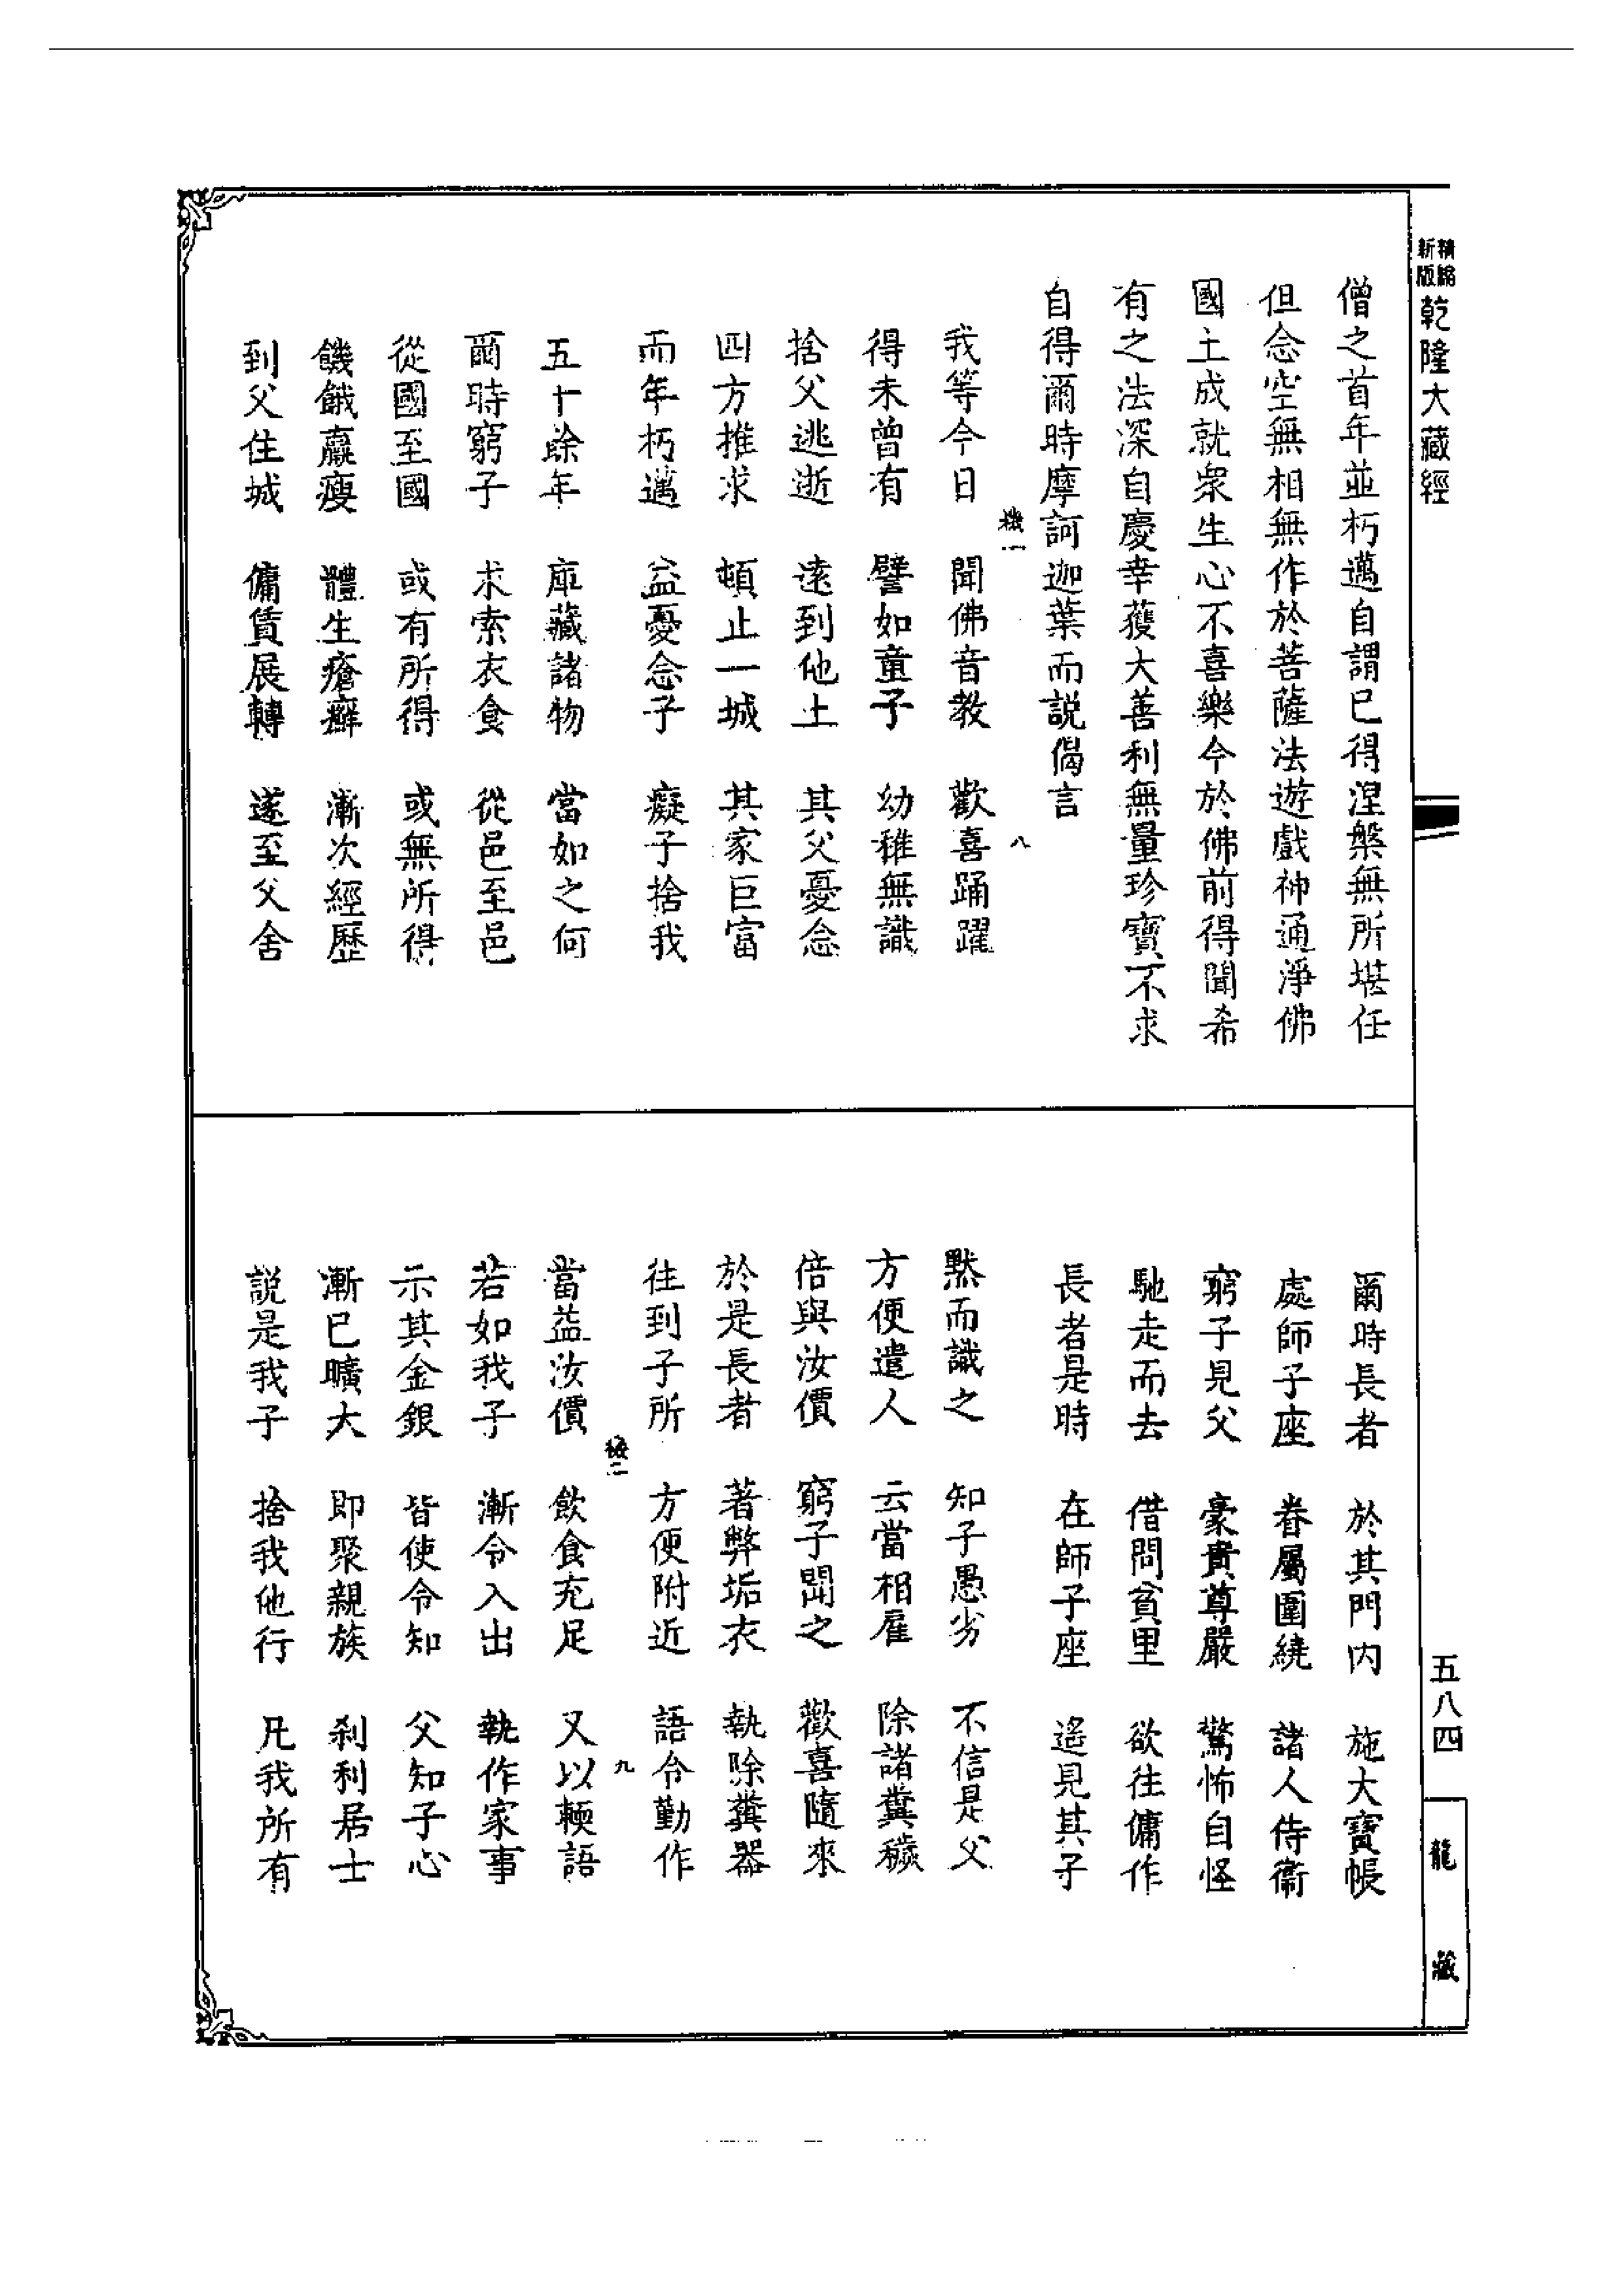 精縮新版乾隆大藏經
僧之首年並朽邁自謂已得涅槃無所堪任
但念空無相無作於菩薩法遊戲神通淨佛
國土成就衆生心不喜樂今於佛前得聞希
有之法深自慶幸獲大善利無量珍寶不求
自得爾時摩訶迦葉而説偈言
機一 八
我等今日 聞佛音教 歡喜踊躍
得未曾有 譬如童子 幼稚無識
捨父逃逝 遠到他土 其父憂念
四方推求 頓止一城 其家巨富
而年朽邁 益憂念子 癡子捨我
五十餘年 庫藏諸物 當如之何
爾時窮子 求索衣食 從邑至邑
從國至國 或有所得 或無所得
饑餓羸瘦 體生瘡癬 漸次經歷
到父住城 傭賃展轉 遂至父舍
爾時長者 於其門內 施大寶帳
處師子座 眷屬圍繞 諸人侍衞
窮子見父 豪貴尊嚴 驚怖自怪
馳走而去 借問貧里 欲往傭作
長者是時 在師子座 遥見其子
默而識之 知子愚劣 不信是父
方便遣人 云當相雇 除諸糞穢
倍與汝價 窮子聞之 歡喜隨來
於是長者 著弊垢衣 執除糞器
往到子所 方便附近 語令勤作
機二 九
當益汝價 飲食充足 又以輭語
若如我子 漸令入出 執作家事
示其金銀 皆使令知 父知子心
漸已曠大 即聚親族 刹利居士
説是我子 捨我他行 凡我所有
五八四
龍藏